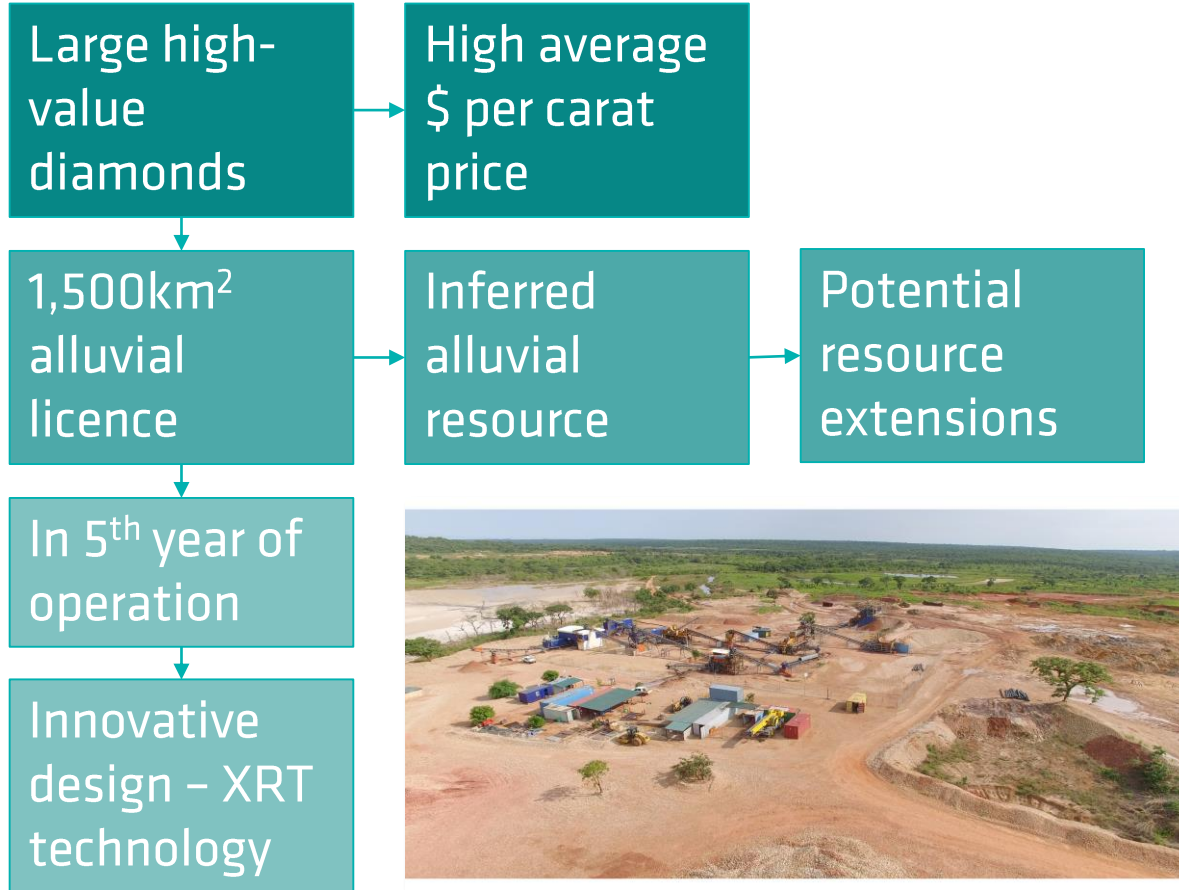 Large high-
value
diamonds
High average
$ per carat
price
1,500km²
alluvial
licence
Inferred
alluvial
resource
Potential
resource
extensions
In 5th year of
operation
Innovative
design – XRT
technology